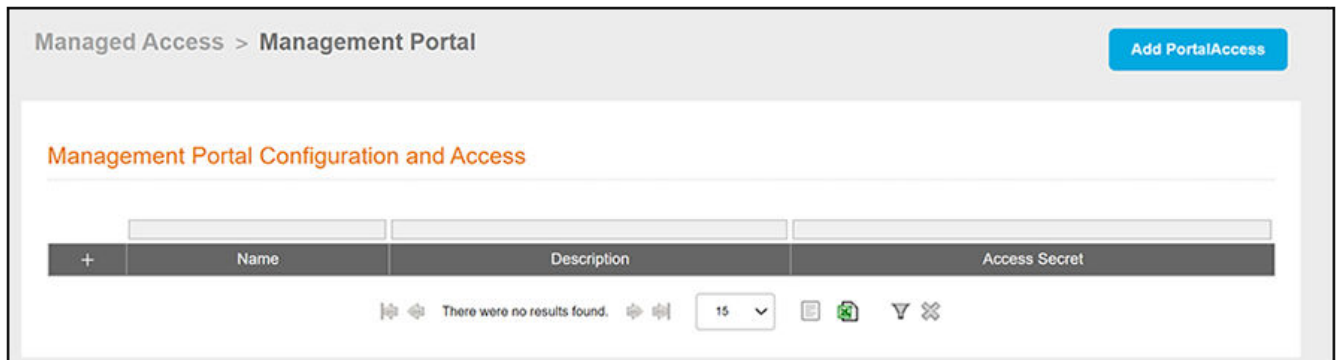 Managed Access > Management Portal
Add PortalAccess
Management Portal Configuration and Access
+ Name Description Access Secret
There were no results found. 15